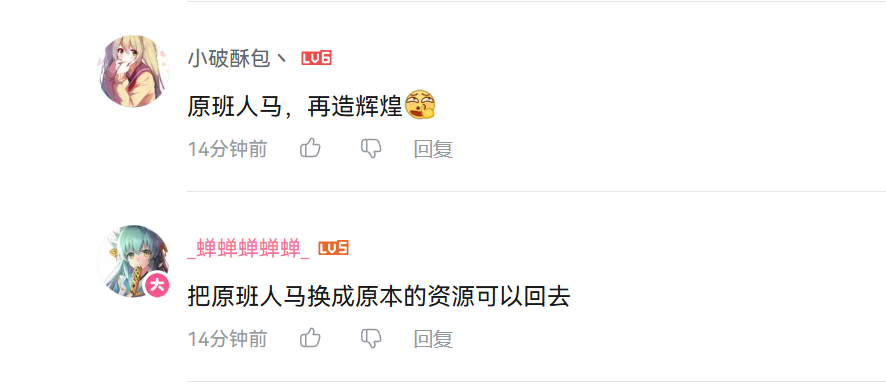 小破酥包丶 LV6
原班人马，再造辉煌
14分钟前 回复
_蝉蝉蝉蝉蝉_ LV5
大
把原班人马换成原本的资源可以回去
14分钟前 回复